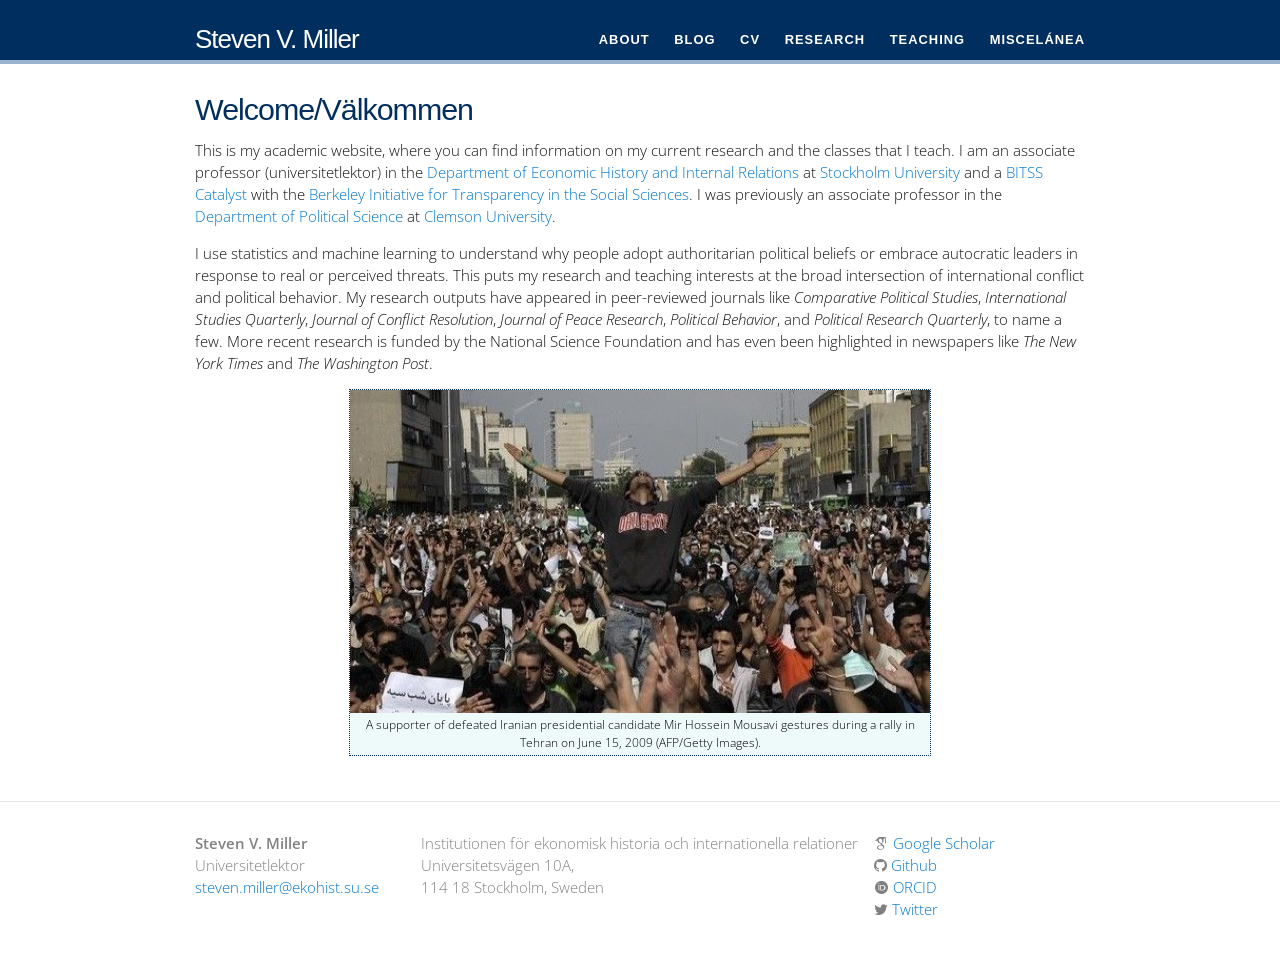 Steven V. Miller
ABOUT BLOG CV RESEARCH TEACHING MISCELÁNEA
Welcome/Välkommen
This is my academic website, where you can find information on my current research and the classes that I teach. I am an associate
professor (universitetlektor) in the Department of Economic History and Internal Relations at Stockholm University and a BITSS
Catalyst with the Berkeley Initiative for Transparency in the Social Sciences. I was previously an associate professor in the
Department of Political Science at Clemson University.
I use statistics and machine learning to understand why people adopt authoritarian political beliefs or embrace autocratic leaders in
response to real or perceived threats. This puts my research and teaching interests at the broad intersection of international conflict
and political behavior. My research outputs have appeared in peer-reviewed journals like Comparative Political Studies, International
Studies Quarterly, Journal of Conflict Resolution, Journal of Peace Research, Political Behavior, and Political Research Quarterly, to name a
few. More recent research is funded by the National Science Foundation and has even been highlighted in newspapers like The New
York Times and The Washington Post.
OHIO STATE
پایان شب سیه
A supporter of defeated Iranian presidential candidate Mir Hossein Mousavi gestures during a rally in
Tehran on June 15, 2009 (AFP/Getty Images).
Steven V. Miller
Universitetlektor
steven.miller@ekohist.su.se
Institutionen för ekonomisk historia och internationella relationer
Universitetsvägen 10A,
114 18 Stockholm, Sweden
Google Scholar
Github
ORCID
Twitter